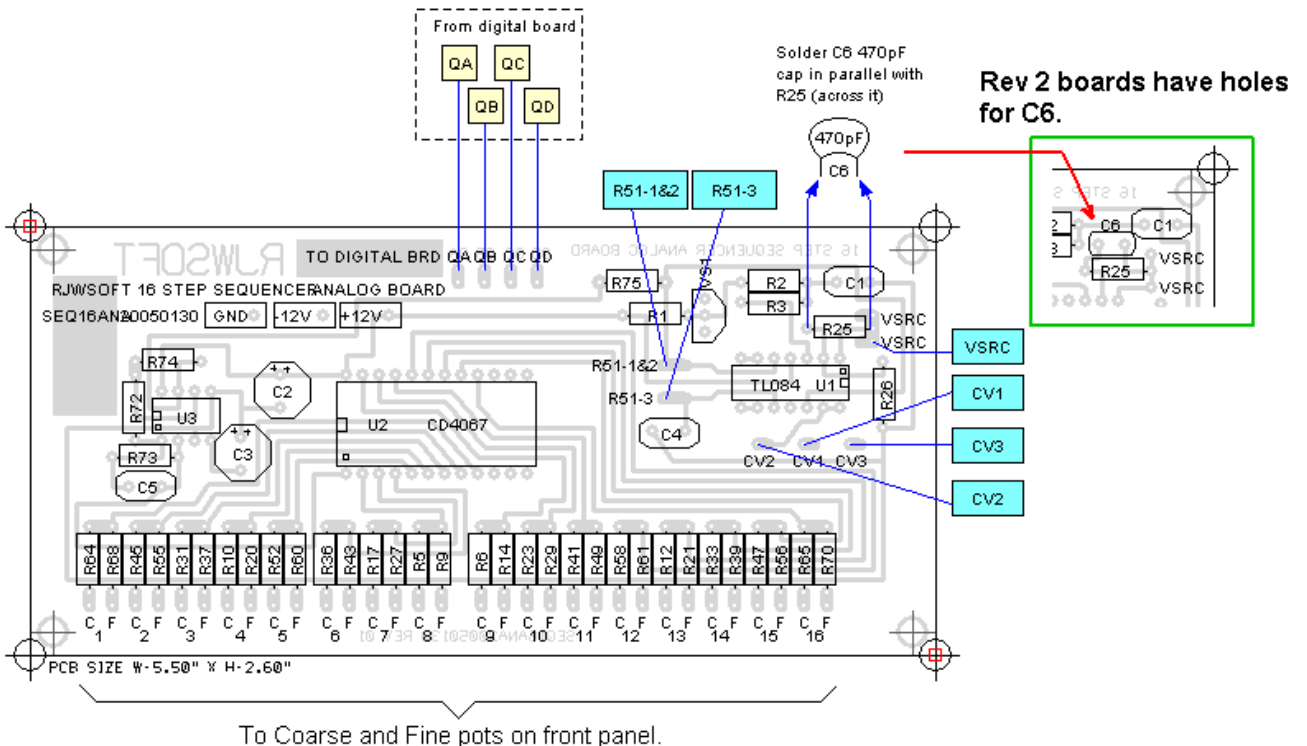 From digital board
QA
QC
QB
QD
Solder C6 470pF
cap in parallel with
R25 (across it)
470pF
C6
Rev 2 boards have holes
for C6.
16 STEP S
2
3
C6
C1
R25
VSRC
VSRC
R51-1&2
R51-3
RJWSOFT
TO DIGITAL BRD QA QB QC QD
16 STEP SEQUENCER ANALOG BOARD
RJWSOFT 16 STEP SEQUENCER ANALOG BOARD
SEQ16ANA 20050130
GND
-12V
+12V
R75
VS1
R1
R2
R3
C1
R25
VSRC
VSRC
VSRC
R74
R72
U3
R73
C5
C2
C3
U2 CD4067
R51-1&2
R51-3
C4
TL084 U1
R26
CV2 CV1 CV3
CV1
CV3
CV2
R64 R68 R45 R55 R31 R37 R10 R20 R52 R60 R36 R43 R17 R27 R5 R9 R6 R14 R23 R29 R41 R49 R58 R61 R12 R21 R33 R39 R47 R56 R65 R70
C F C F C F C F C F C F C F C F C F C F C F C F C F C F C F C F
1 2 3 4 5 6 7 8 9 10 11 12 13 14 15 16
PCB SIZE W-5.50" X H-2.60"
To Coarse and Fine pots on front panel.